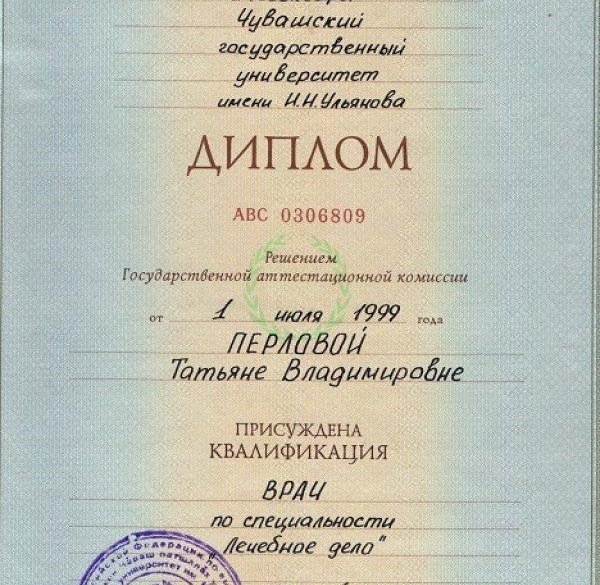 Чувашский
государственный
университет
имени И.Н.Ульянова
ДИПЛОМ
АВС 0306809
Решением
Государственной аттестационной комиссии
от 1 июля 1999 года
ПЕРЛОВОЙ
Татьяне Владимировне
ПРИСУЖДЕНА
КВАЛИФИКАЦИЯ
ВРАЧ
по специальности
"Лечебное дело"